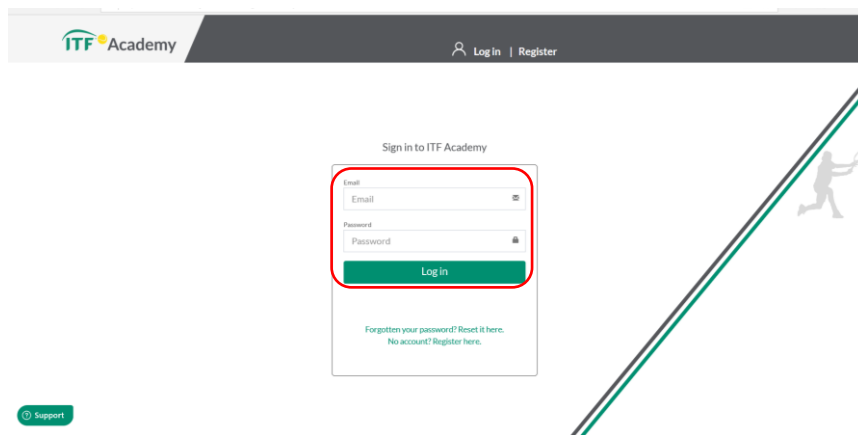 ITF Academy
Log in | Register
Sign in to ITF Academy
Email
Email
Password
Password
Log in
Forgotten your password? Reset it here.
No account? Register here.
Support